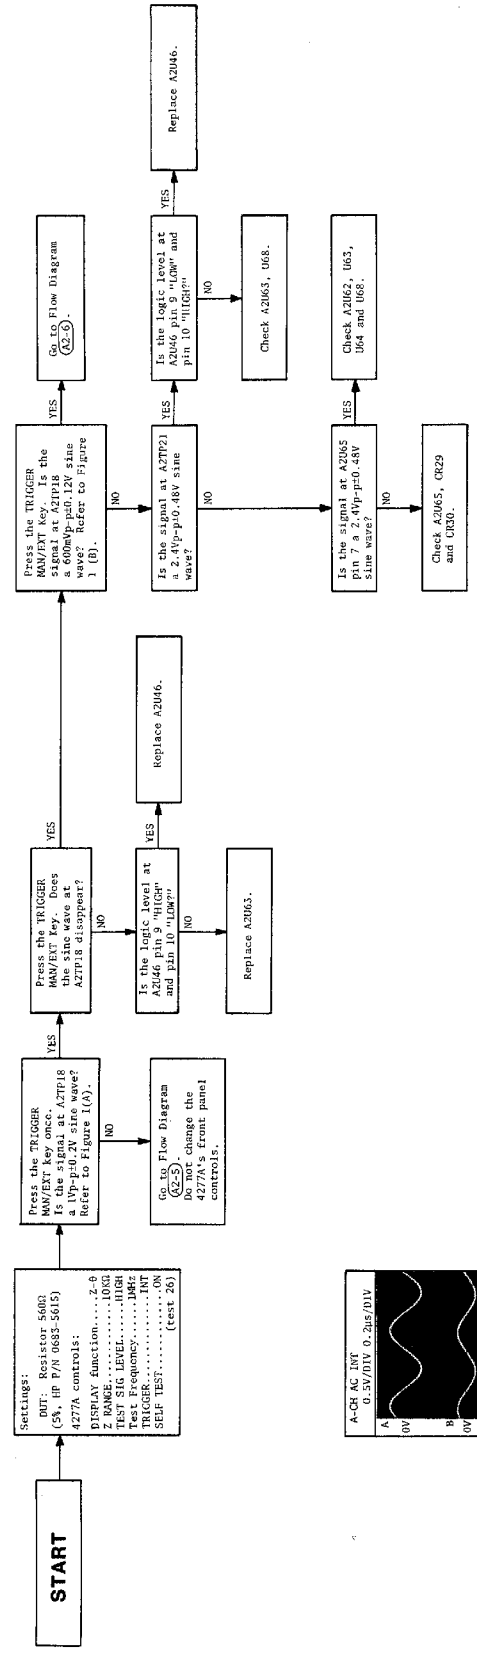 START
Settings:
DUT: Resistor 560Ω
(5%, HP P/N 0683-5615)
4277A controls:
DISPLAY function.....Z-θ
Z RANGE.............10KΩ
TEST SIG LEVEL......HIGH
Test Frequency......1MHz
TRIGGER..............INT
SELF TEST.............ON
(test 26)
Press the TRIGGER
MAN/EXT key once.
Is the signal at A2TP18
a 1Vp-p±0.2V sine wave?
Refer to Figure 1(A).
YES
NO
Go to Flow Diagram
A2-5.
Do not change the
4277A's front panel
controls.
Press the TRIGGER
MAN/EXT Key. Does
the sine wave at
A2TP18 disappear?
YES
NO
Is the logic level at
A2U46 pin 9 "HIGH"
and pin 10 "LOW?"
YES
Replace A2U46.
NO
Replace A2U63.
Press the TRIGGER
MAN/EXT Key. Is the
signal at A2TP18
a 600mVp-p±0.12V sine
wave? Refer to Figure
1 (B).
YES
Go to Flow Diagram
A2-6.
NO
Is the signal at A2TP21
a 2.4Vp-p±0.48V sine
wave?
YES
Is the logic level at
A2U46 pin 9 "LOW" and
pin 10 "HIGH?"
YES
Replace A2U46.
NO
Check A2U63, U68.
NO
Is the signal at A2U65
pin 7 a 2.4Vp-p±0.48V
sine wave?
YES
Check A2U62, U63,
U64 and U68.
NO
Check A2U65, CR29
and CR30.
A-CH AC INT
0.5V/DIV 0.2µs/DIV
A
0V
B
0V